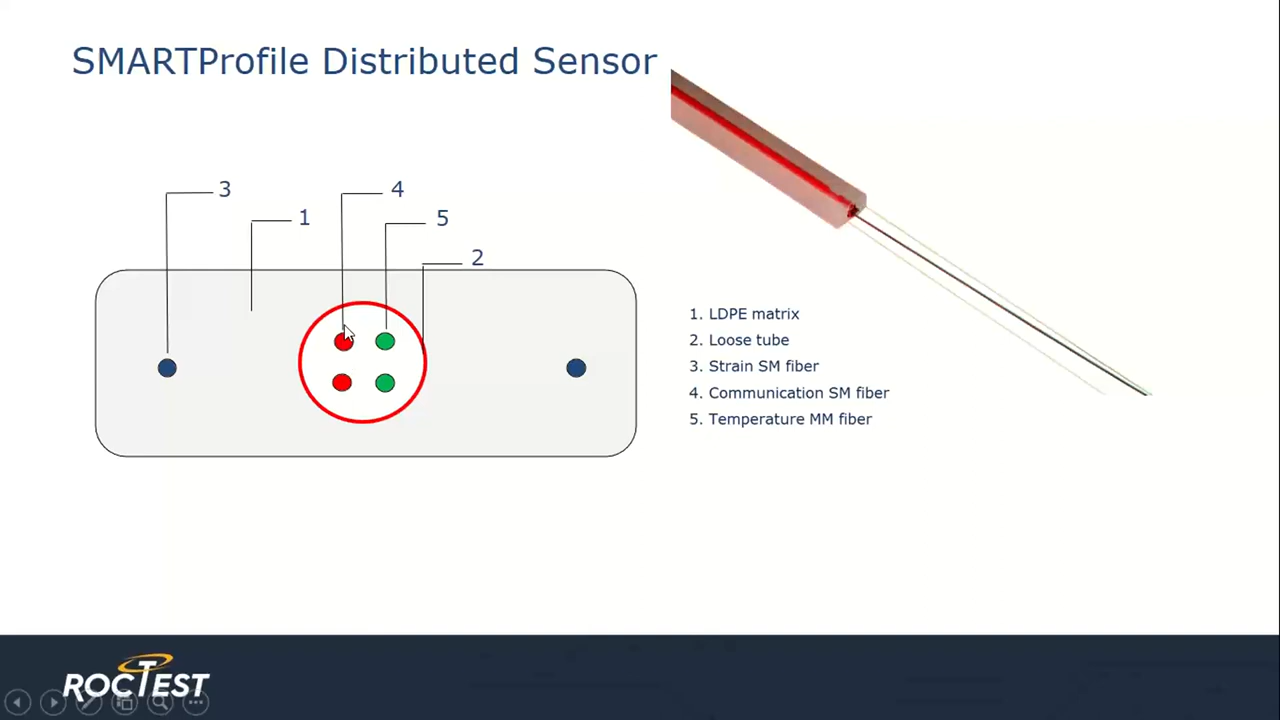 SMARTProfile Distributed Sensor
3
4
1
5
2
1. LDPE matrix
2. Loose tube
3. Strain SM fiber
4. Communication SM fiber
5. Temperature MM fiber
ROCTEST